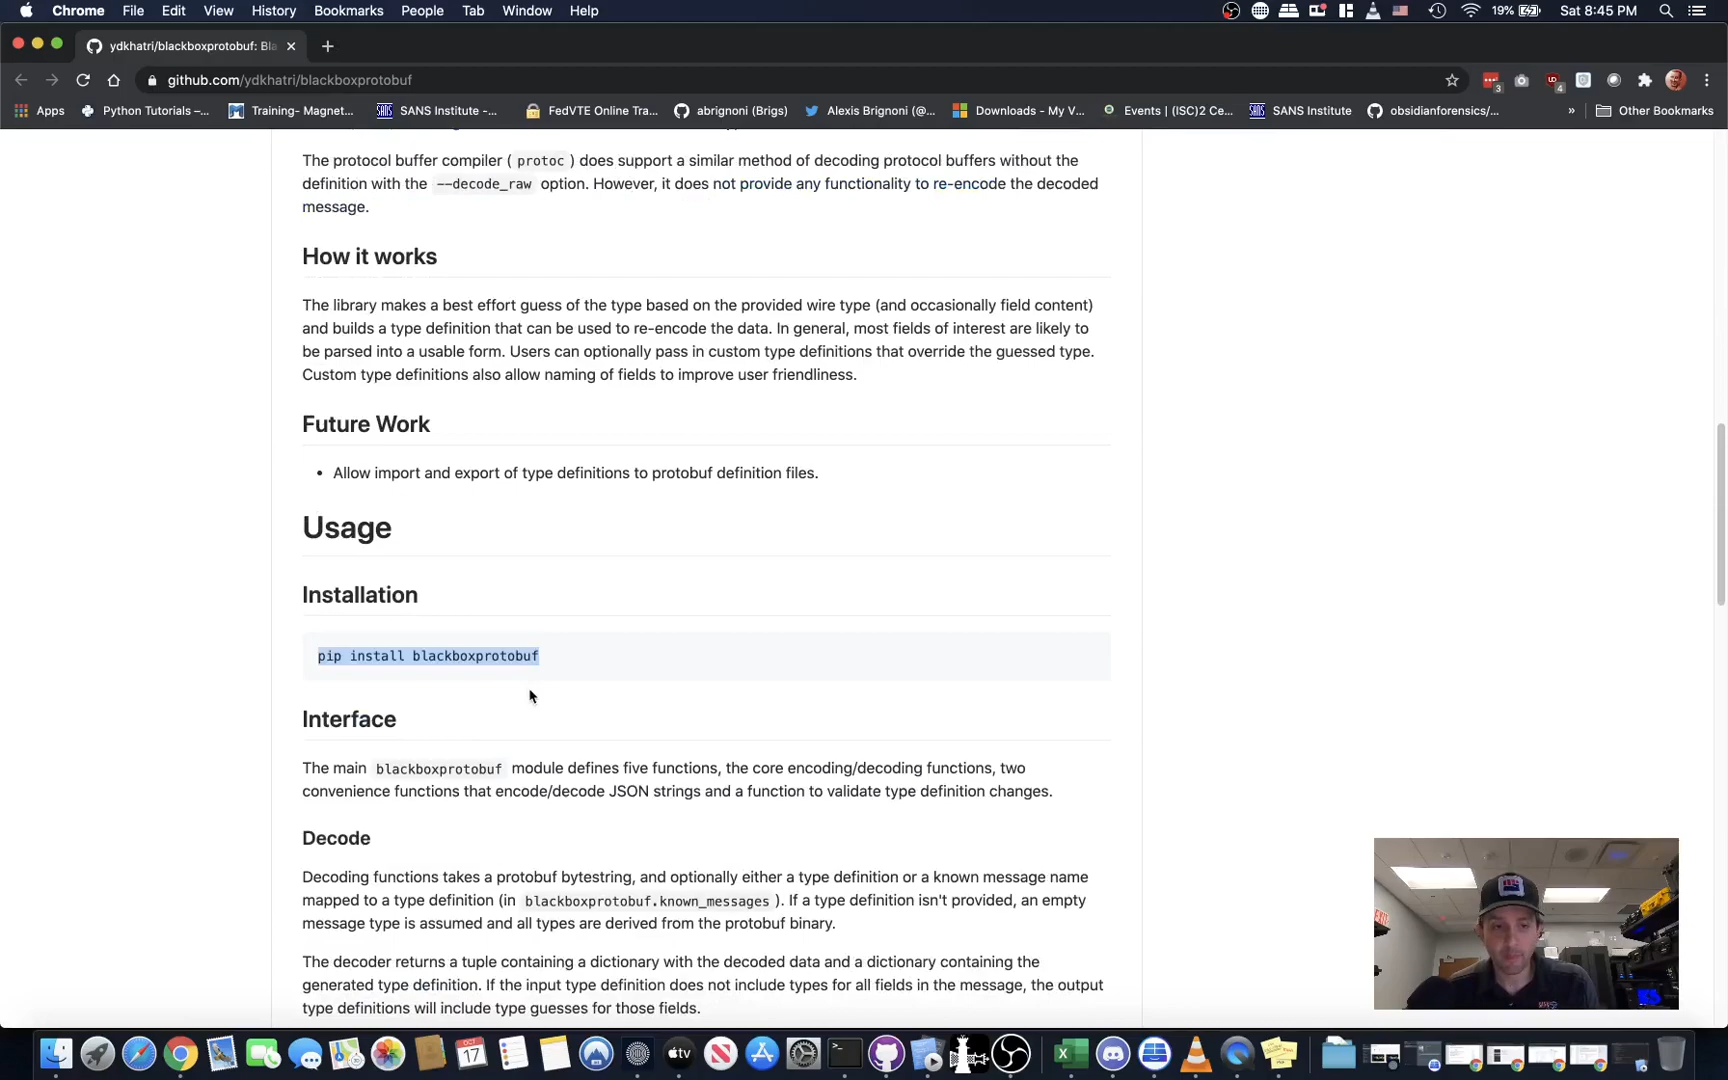 Chrome File Edit View History Bookmarks People Tab Window Help
19% Sat 8:45 PM
ydkhatri/blackboxprotobuf: Bla
github.com/ydkhatri/blackboxprotobuf
3
4
Apps
Python Tutorials –...
Training- Magnet...
SANS Institute -...
FedVTE Online Tra...
abrignoni (Brigs)
Alexis Brignoni (@...
Downloads - My V...
Events | (ISC)2 Ce...
SANS Institute
obsidianforensics/...
»
Other Bookmarks
The protocol buffer compiler ( protoc ) does support a similar method of decoding protocol buffers without the
definition with the --decode_raw option. However, it does not provide any functionality to re-encode the decoded
message.
How it works
The library makes a best effort guess of the type based on the provided wire type (and occasionally field content)
and builds a type definition that can be used to re-encode the data. In general, most fields of interest are likely to
be parsed into a usable form. Users can optionally pass in custom type definitions that override the guessed type.
Custom type definitions also allow naming of fields to improve user friendliness.
Future Work
• Allow import and export of type definitions to protobuf definition files.
Usage
Installation
pip install blackboxprotobuf
Interface
The main blackboxprotobuf module defines five functions, the core encoding/decoding functions, two
convenience functions that encode/decode JSON strings and a function to validate type definition changes.
Decode
Decoding functions takes a protobuf bytestring, and optionally either a type definition or a known message name
mapped to a type definition (in blackboxprotobuf.known_messages ). If a type definition isn't provided, an empty
message type is assumed and all types are derived from the protobuf binary.
The decoder returns a tuple containing a dictionary with the decoded data and a dictionary containing the
generated type definition. If the input type definition does not include types for all fields in the message, the output
type definitions will include type guesses for those fields.
EXIT
OCT
17
tv